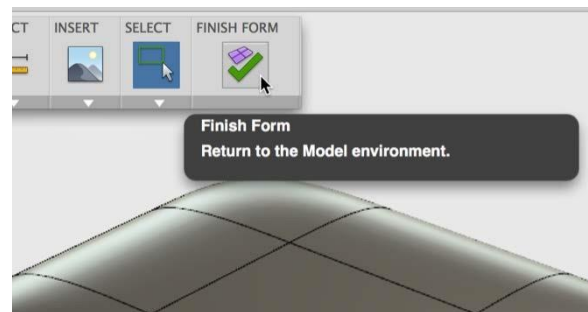 CT INSERT SELECT FINISH FORM
Finish Form
Return to the Model environment.